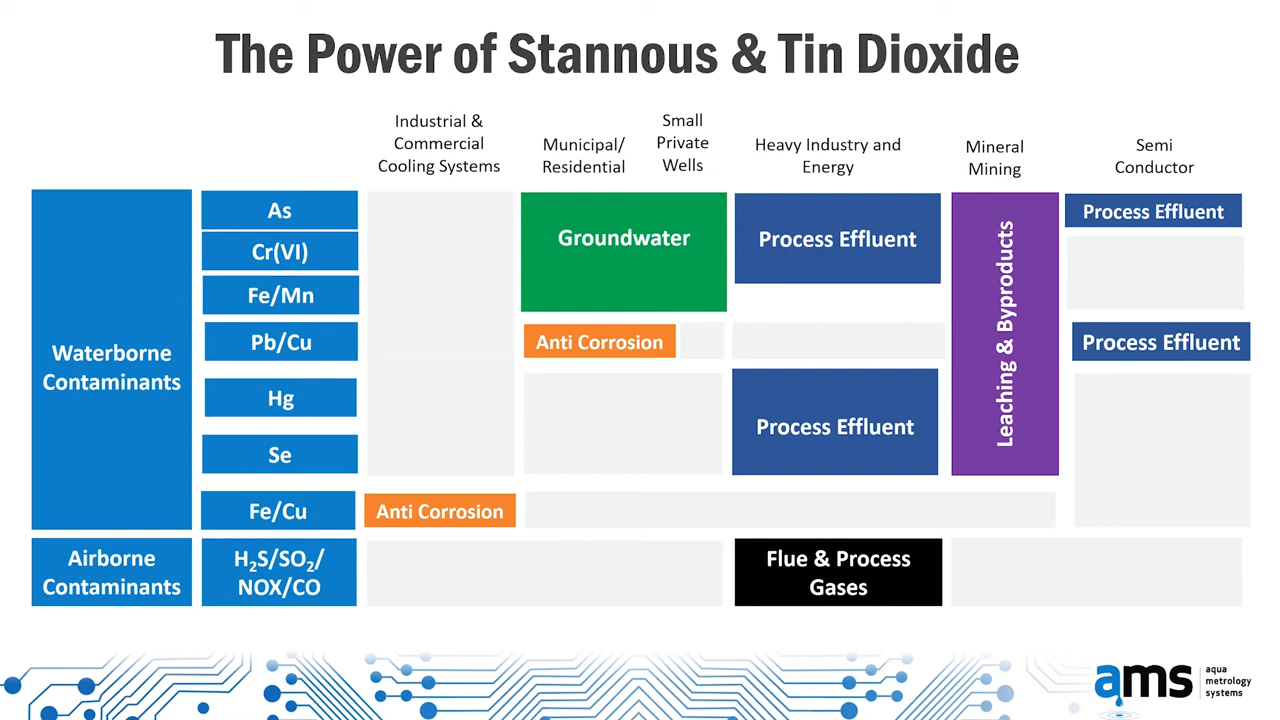 The Power of Stannous & Tin Dioxide
Industrial &
Commercial
Cooling Systems
Municipal/
Residential
Small
Private
Wells
Heavy Industry and
Energy
Mineral
Mining
Semi
Conductor
Waterborne
Contaminants
As
Cr(VI)
Fe/Mn
Pb/Cu
Hg
Se
Fe/Cu
Groundwater
Process Effluent
Leaching & Byproducts
Process Effluent
Anti Corrosion
Process Effluent
Process Effluent
Anti Corrosion
Airborne
Contaminants
H₂S/SO₂/
NOX/CO
Flue & Process
Gases
ams
aqua
metrology
systems